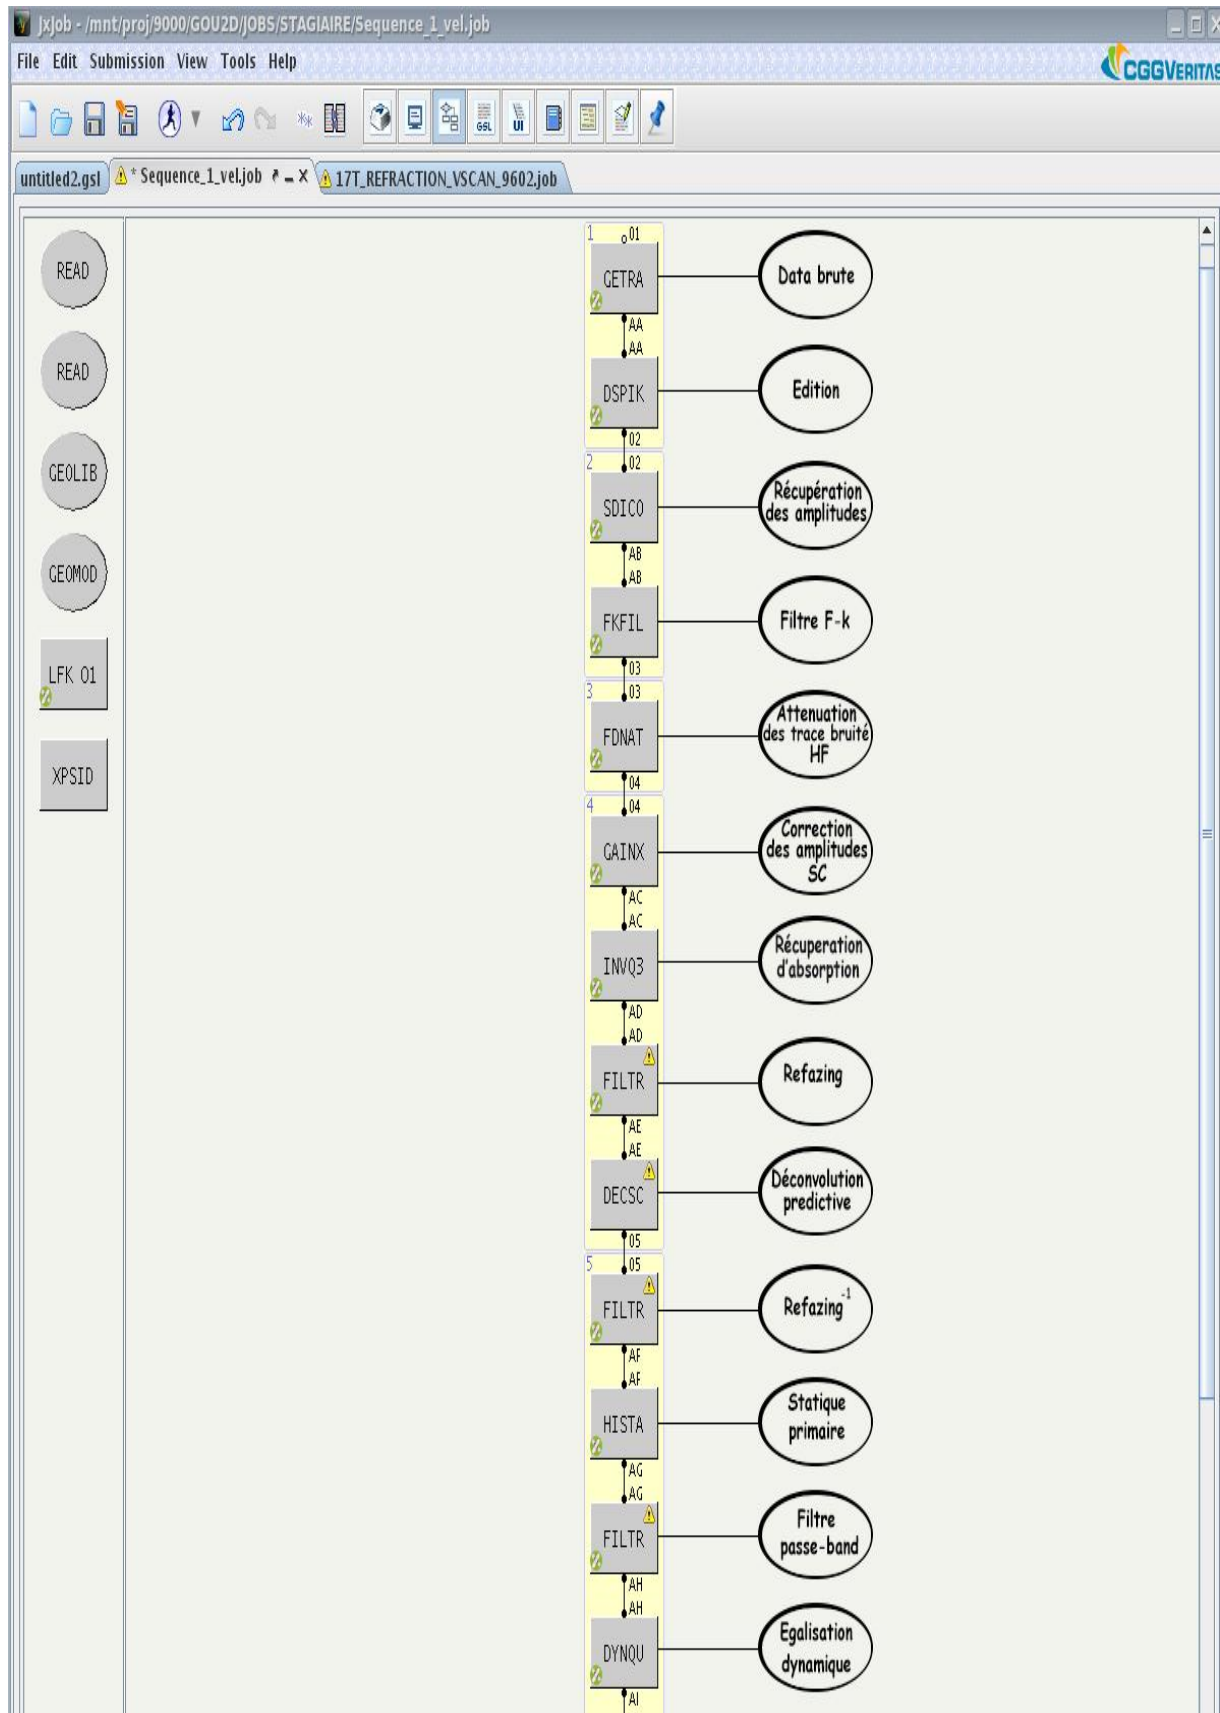 JxJob - /mnt/proj/9000/GOU2D/JOBS/STAGIAIRE/Sequence_1_vel.job
File Edit Submission View Tools Help
CGGVERITAS
GSL UI
untitled2.gsl * Sequence_1_vel.job 17T_REFRACTION_VSCAN_9602.job
READ
READ
GEOLIB
GEOMOD
LFK 01
XPSID
1 01
GETRA Data brute
AA
AA
DSPIK Edition
02
2 02
SDICO Récupération
des amplitudes
AB
AB
FKFIL Filtre F-k
03
3 03
FDNAT Attenuation
des trace bruité
HF
04
4 04
GAINX Correction
des amplitudes
SC
AC
AC
INVQ3 Récuperation
d'absorption
AD
AD
FILTR Refazing
AE
AE
DECSC Déconvolution
predictive
05
5 05
FILTR Refazing-1
AF
AF
HISTA Statique
primaire
AG
AG
FILTR Filtre
passe-band
AH
AH
DYNQU Egalisation
dynamique
AI